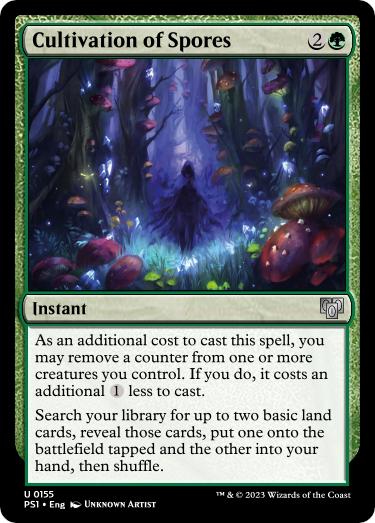 Cultivation of Spores 2
Instant
As an additional cost to cast this spell, you
may remove a counter from one or more
creatures you control. If you do, it costs an
additional 1 less to cast.
Search your library for up to two basic land
cards, reveal those cards, put one onto the
battlefield tapped and the other into your
hand, then shuffle.
U 0155
PS1 • Eng Unknown Artist
™ & © 2023 Wizards of the Coast